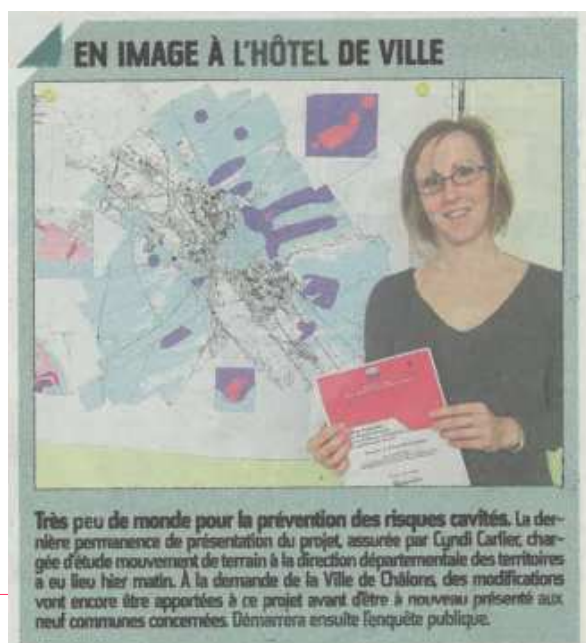 EN IMAGE À L'HÔTEL DE VILLE
Très peu de monde pour la prévention des risques cavités. La der-
nière permanence de présentation du projet, assurée par Cyndi Carlier, char-
gée d'étude mouvement de terrain à la direction départementale des territoires
a eu lieu hier matin. À la demande de la Ville de Châlons, des modifications
vont encore être apportées à ce projet avant d'être à nouveau présenté aux
neuf communes concernées. Démarrera ensuite l'enquête publique.